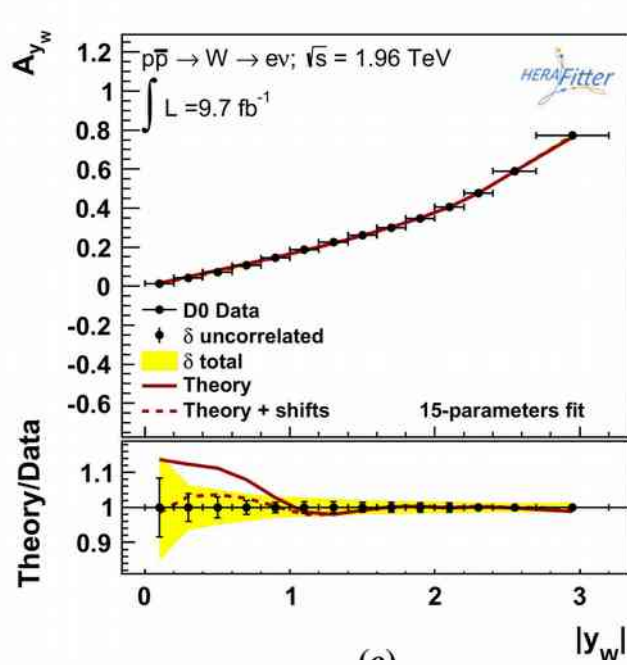 A_yw
pp̅ → W → eν; √s = 1.96 TeV
∫ L =9.7 fb⁻¹
HERAFitter
1.2
1
0.8
0.6
0.4
0.2
0
-0.2
-0.4
-0.6
D0 Data
δ uncorrelated
δ total
Theory
Theory + shifts
15-parameters fit
Theory/Data
1.1
1
0.9
0 1 2 3
|y_w|